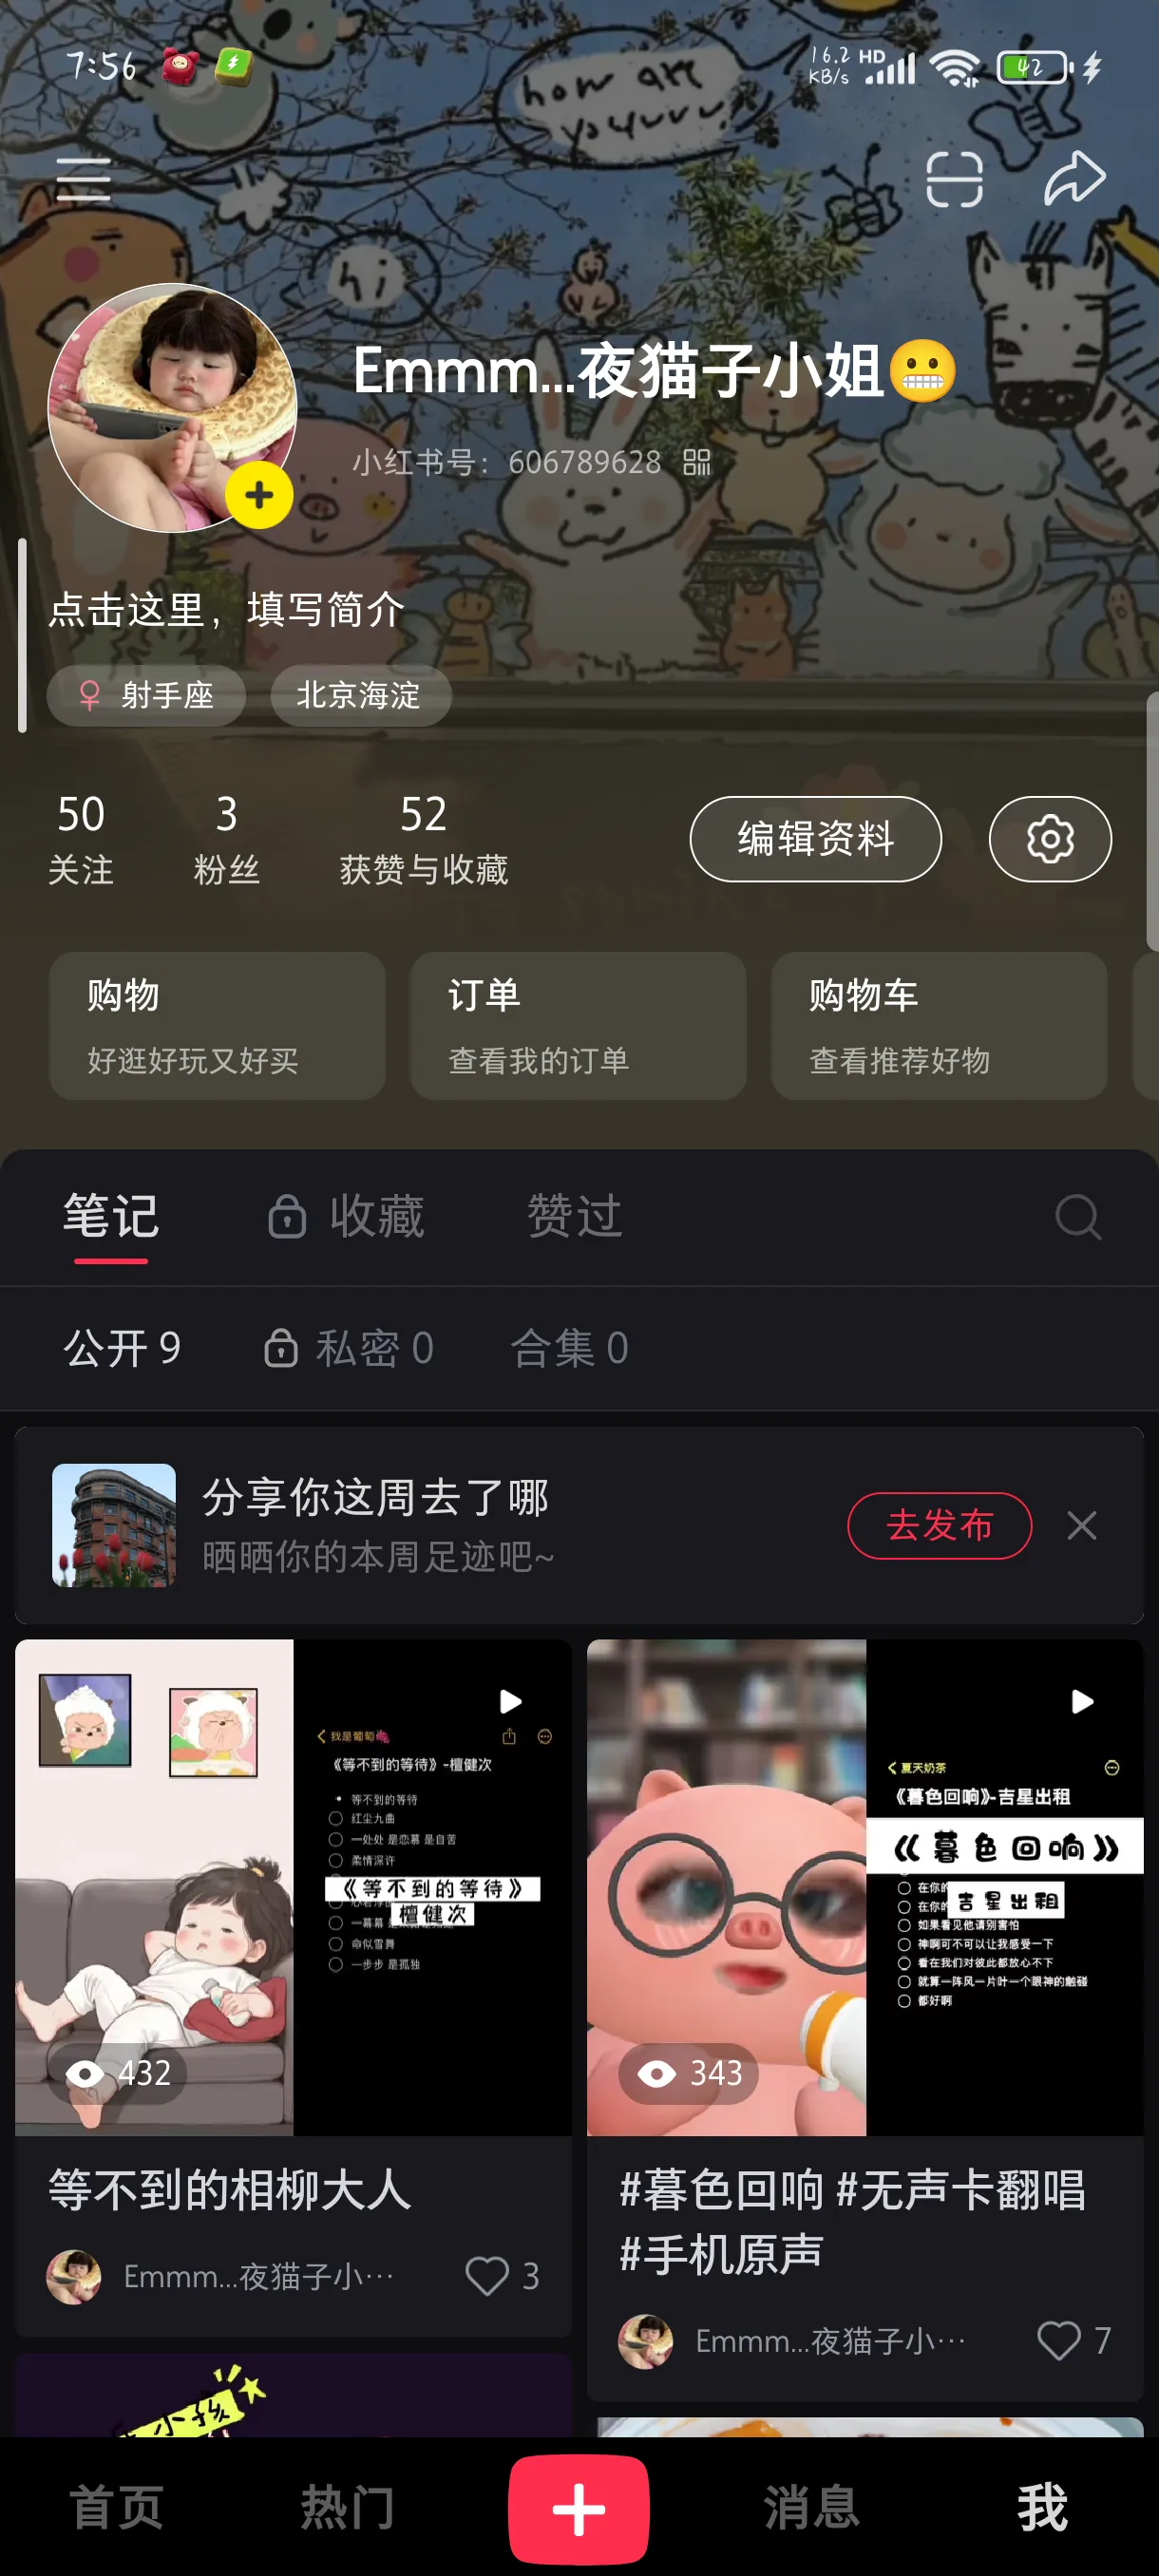 7:56
16.2 KB/s HD 42
how are
youuuu
hi
Emmm...夜猫子小姐😬
小红书号：606789628
点击这里，填写简介
♀ 射手座 北京海淀
50 3 52
关注 粉丝 获赞与收藏
编辑资料
购物 订单 购物车
好逛好玩又好买 查看我的订单 查看推荐好物
笔记 收藏 赞过
公开 9 私密 0 合集 0
分享你这周去了哪
晒晒你的本周足迹吧~
去发布
我是葡萄🍇
《等不到的等待》-檀健次
等不到的等待
红尘九曲
一处处 是恋幕 是自苦
柔情深许
《等不到的等待》
檀健次
一幕幕
命似雪舞
一步步 是孤独
432
等不到的相柳大人
Emmm...夜猫子小...
3
夏天奶茶
《暮色回响》-吉星出租
《暮色回响》
在你的
在你的
吉星出租
如果看见他请别害怕
神啊可不可以让我感受一下
看在我们对彼此都放心不下
就算一阵风一片叶一个眼神的触碰
都好啊
343
#暮色回响 #无声卡翻唱
#手机原声
Emmm...夜猫子小...
7
小孩
首页 热门 消息 我